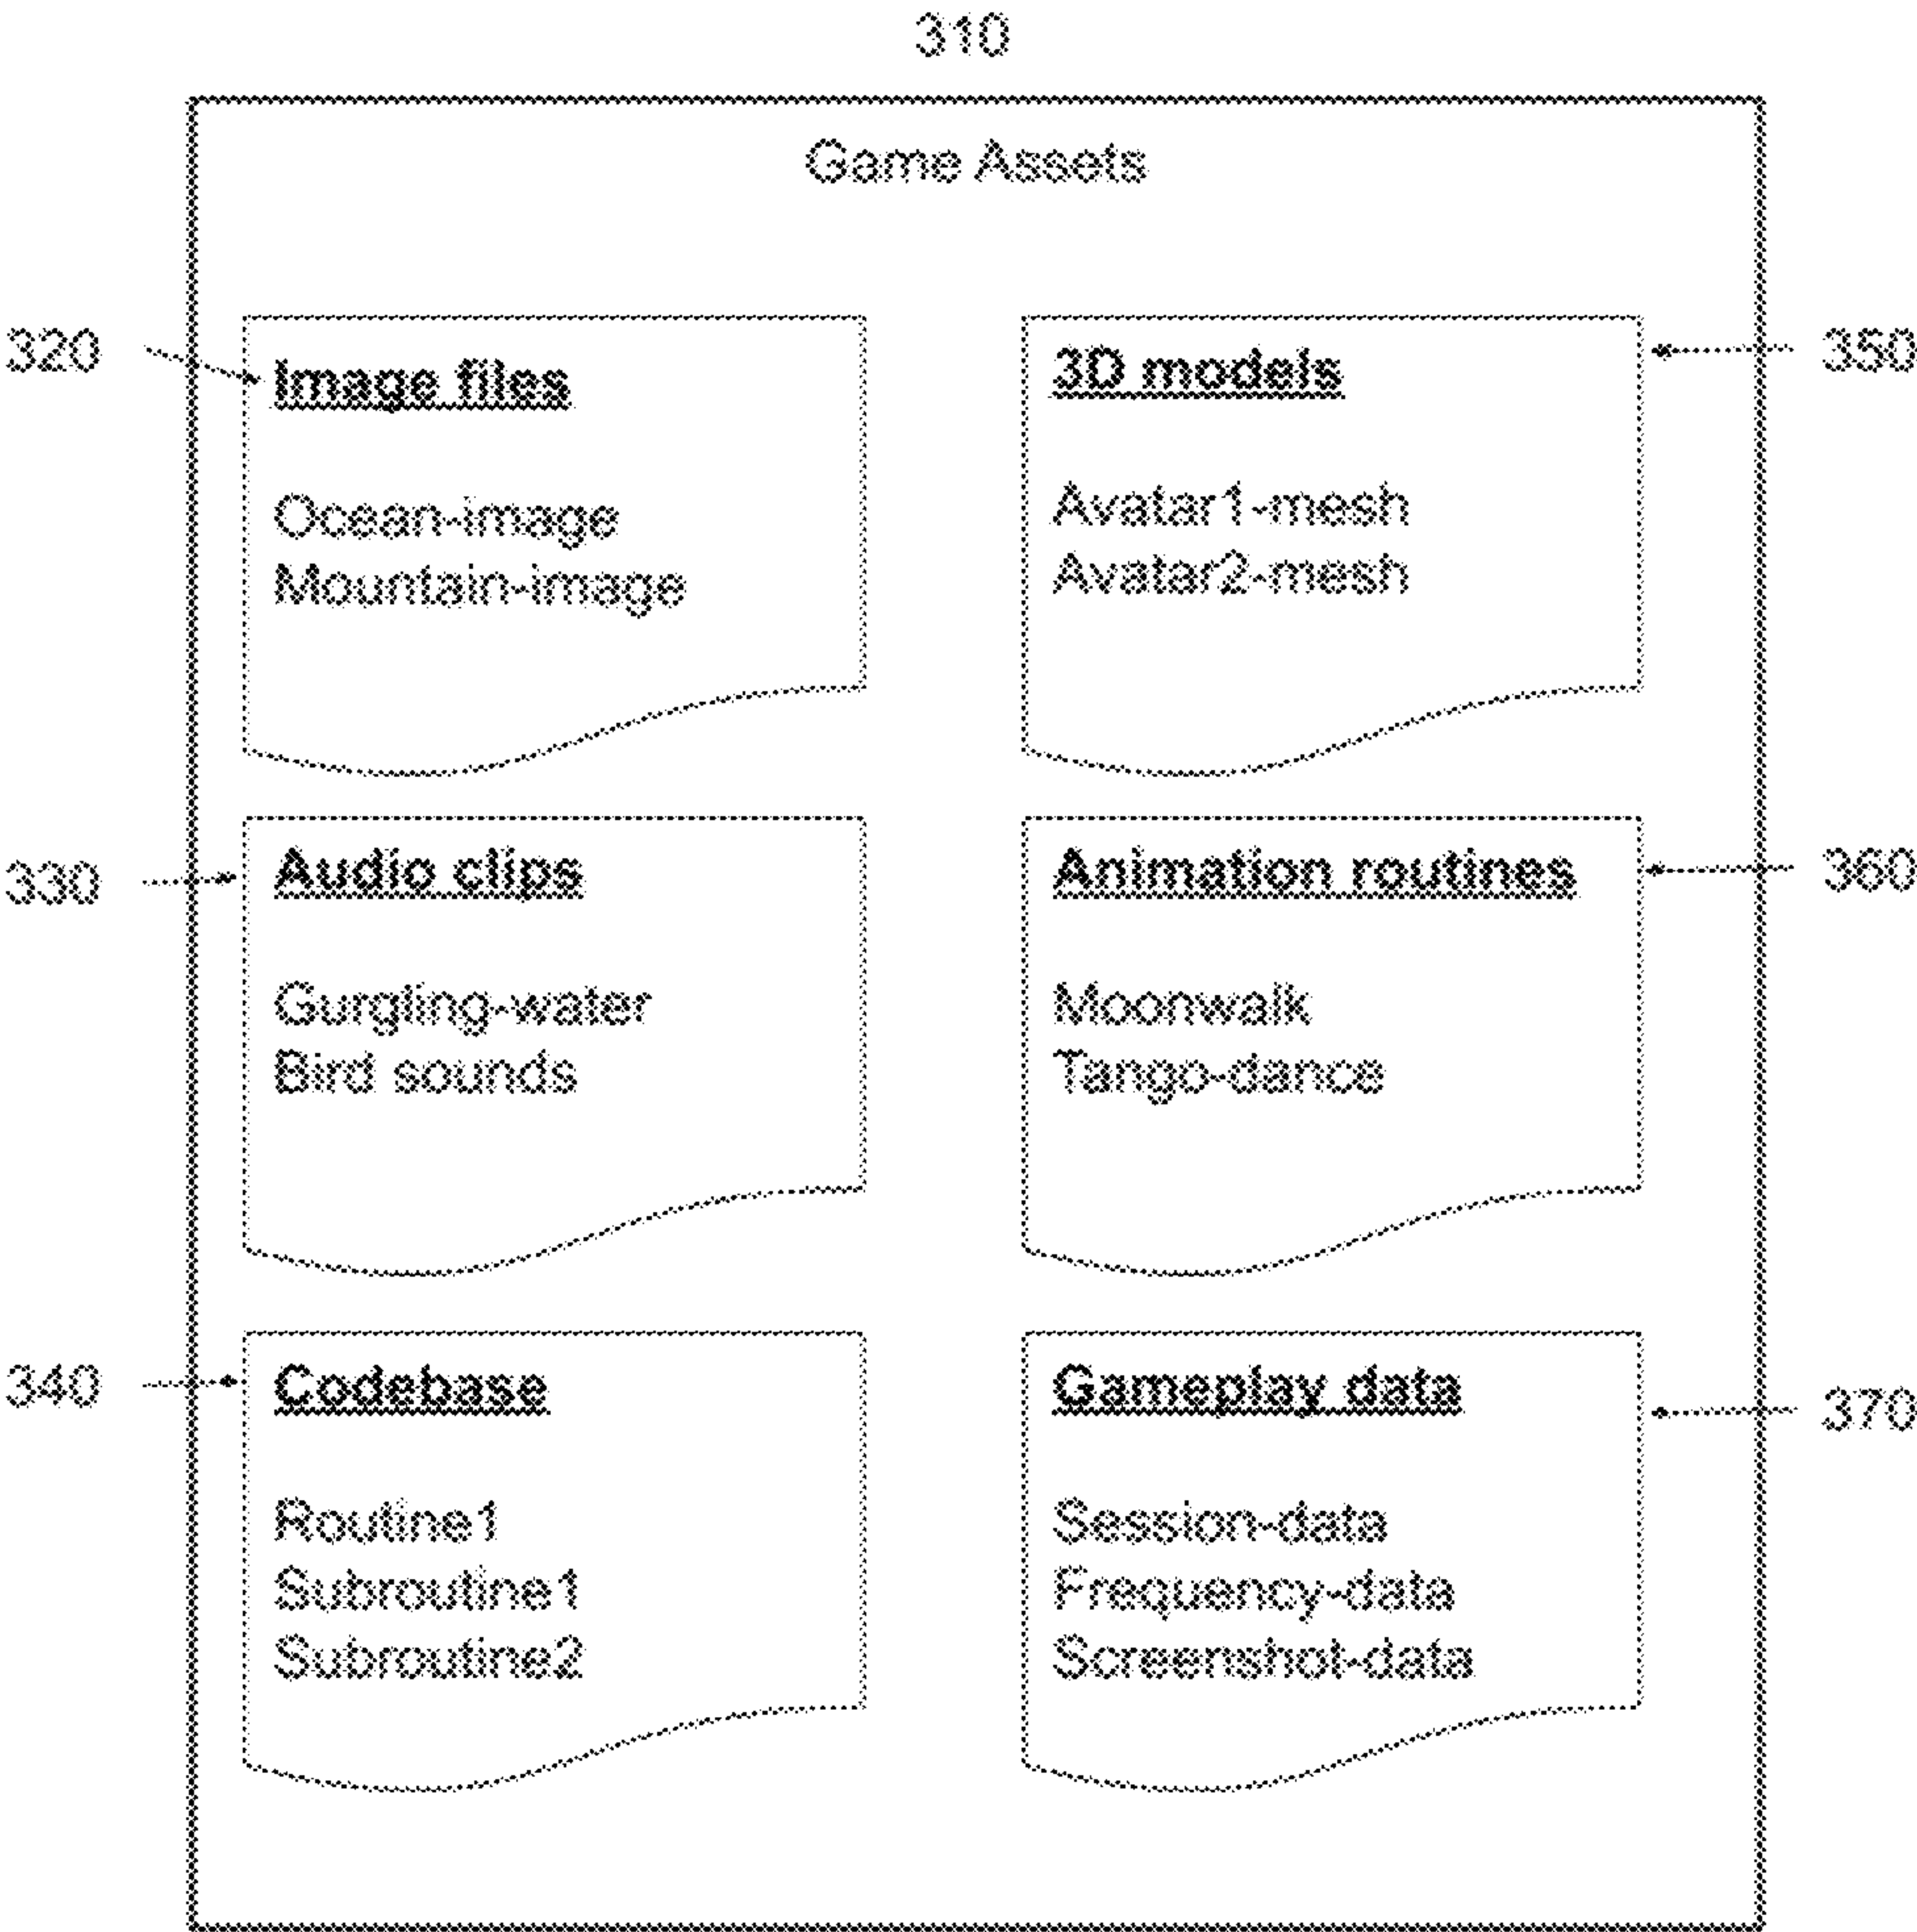 310
Game Assets
320
Image files
Ocean-image
Mountain-image
350
3D models
Avatar1-mesh
Avatar2-mesh
330
Audio clips
Gurgling-water
Bird sounds
360
Animation routines
Moonwalk
Tango-dance
340
Codebase
Routine1
Subroutine1
Subroutine2
370
Gameplay data
Session-data
Frequency-data
Screenshot-data